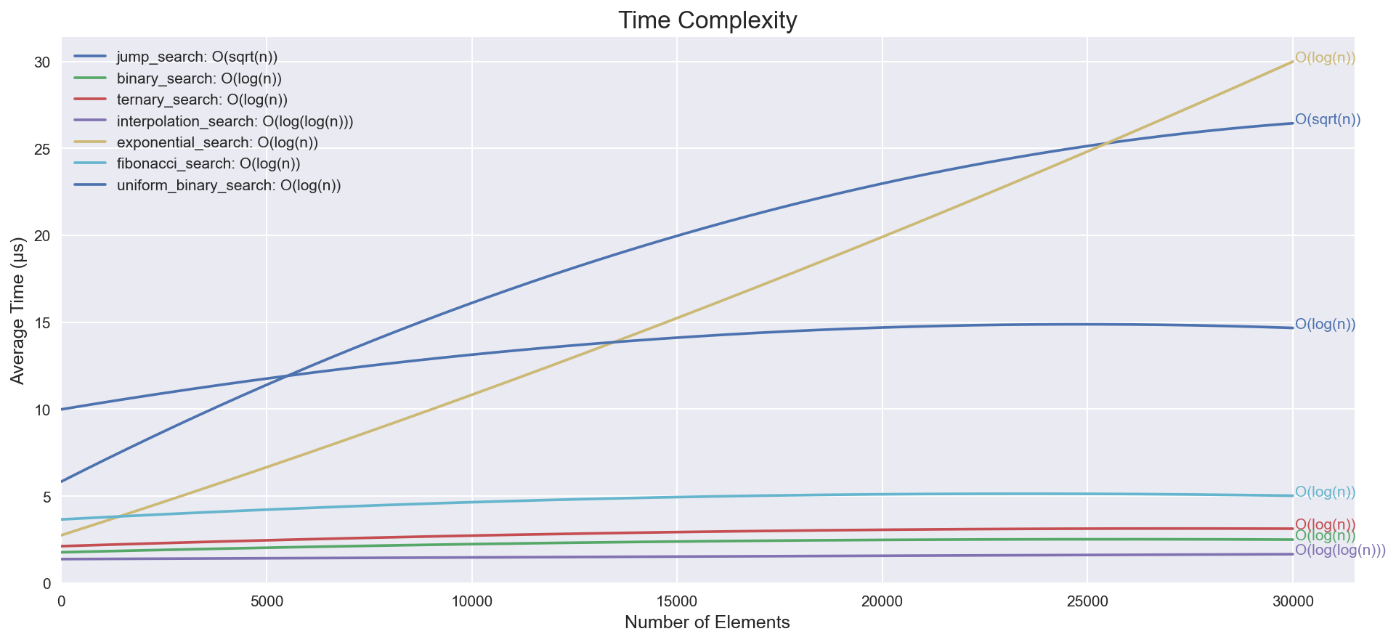 Time Complexity
jump_search: O(sqrt(n))
binary_search: O(log(n))
ternary_search: O(log(n))
interpolation_search: O(log(log(n)))
exponential_search: O(log(n))
fibonacci_search: O(log(n))
uniform_binary_search: O(log(n))
O(log(n))
O(sqrt(n))
O(log(n))
O(log(n))
O(log(n))
O(log(n))
O(log(log(n)))
Average Time (µs)
30
25
20
15
10
5
0
0 5000 10000 15000 20000 25000 30000
Number of Elements